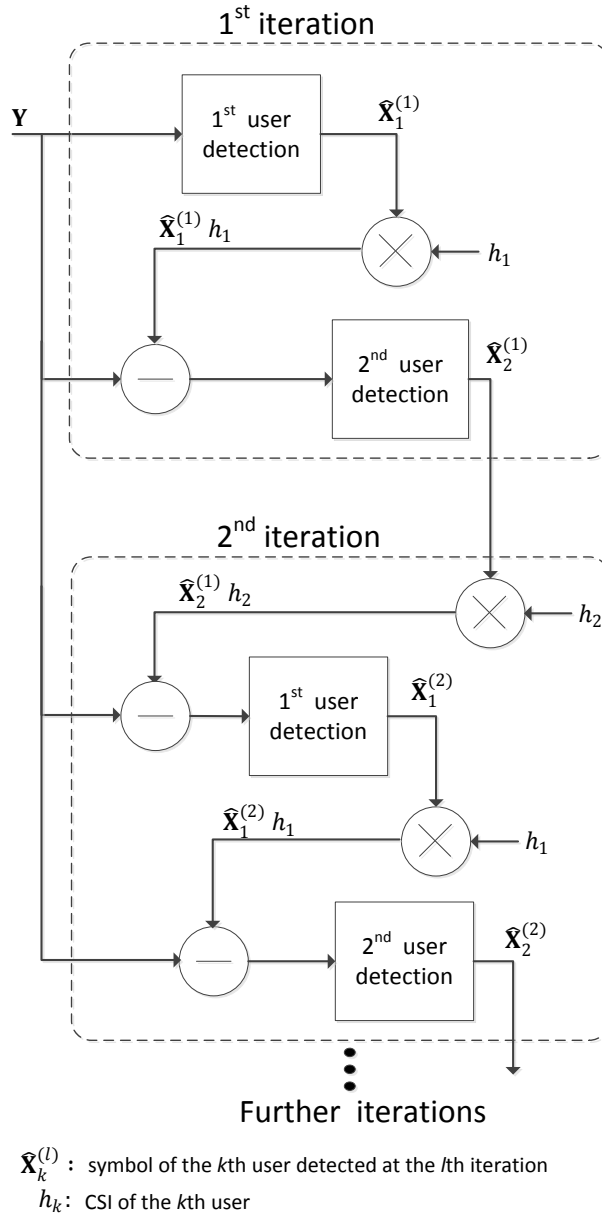 1st iteration
Y
1st user
detection
X̂₁⁽¹⁾
X̂₁⁽¹⁾ h₁
h₁
2nd user
detection
X̂₂⁽¹⁾
2nd iteration
X̂₂⁽¹⁾ h₂
h₂
1st user
detection
X̂₁⁽²⁾
X̂₁⁽²⁾ h₁
h₁
2nd user
detection
X̂₂⁽²⁾
Further iterations
X̂ₖ⁽ˡ⁾ : symbol of the kth user detected at the lth iteration
hₖ: CSI of the kth user